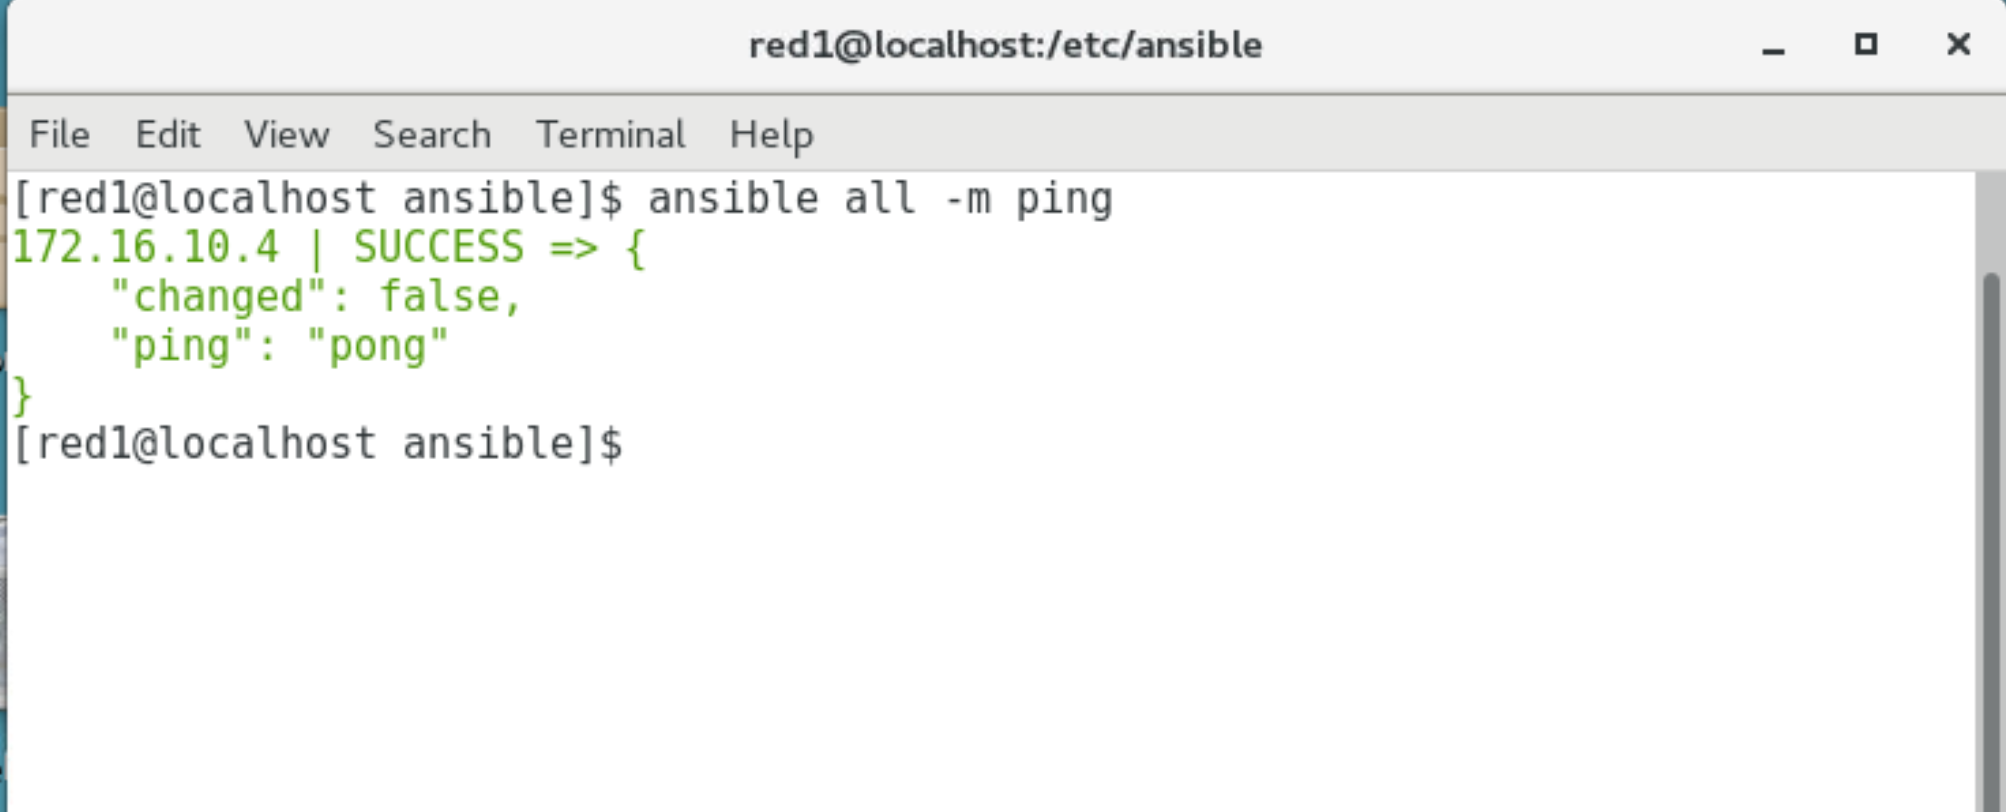 red1@localhost:/etc/ansible
File Edit View Search Terminal Help
[red1@localhost ansible]$ ansible all -m ping
172.16.10.4 | SUCCESS => {
    "changed": false,
    "ping": "pong"
}
[red1@localhost ansible]$